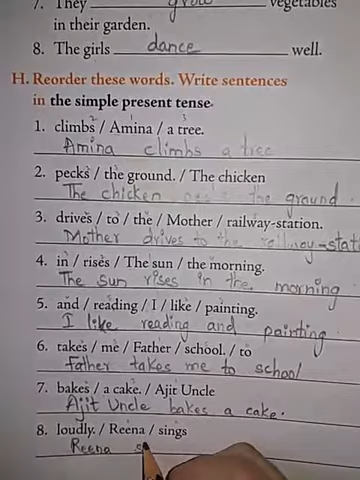 7. They grow vegetables
in their garden.
8. The girls dance well.
H. Reorder these words. Write sentences
in the simple present tense.
2 1 3
1. climbs / Amina / a tree.
Amina climbs a tree
2. pecks / the ground. / The chicken
The chicken the ground.
3. drives / to / the / Mother / railway-station.
Mother drives to the railway-stati
4. in / rises / The sun / the morning.
The sun rises in the morning
5. and / reading / I / like / painting.
I like reading and painting
6. takes / me / Father / school. / to
Father takes me to school
7. bakes / a cake. / Ajit Uncle
Ajit Uncle bakes a cake.
8. loudly. / Reena / sings
Reena s